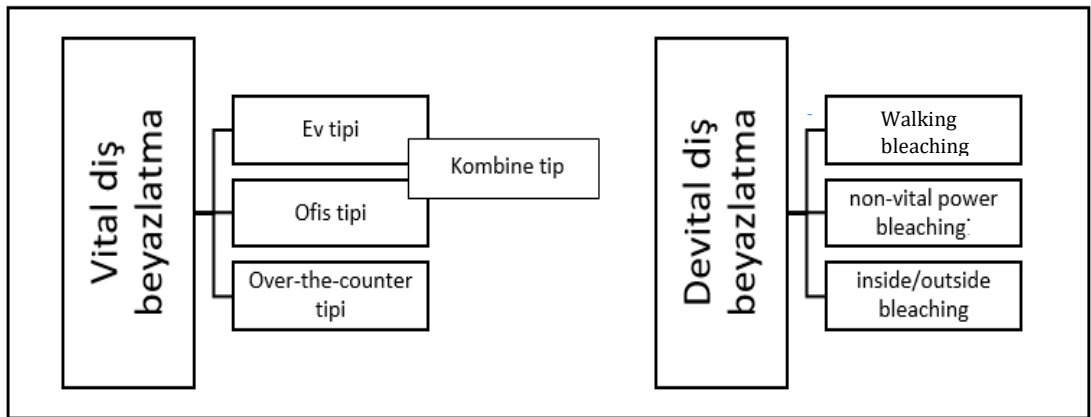 Vital diş
beyazlatma
Ev tipi
Kombine tip
Ofis tipi
Over-the-counter
tipi
Devital diş
beyazlatma
Walking
bleaching
non-vital power
bleaching
inside/outside
bleaching